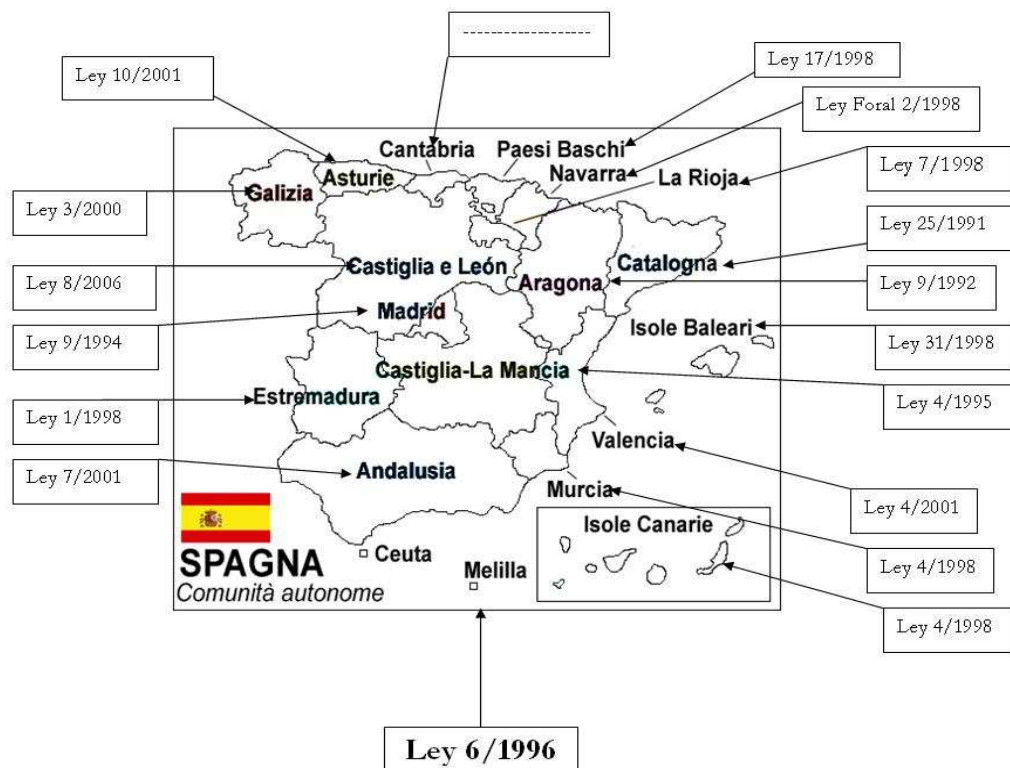 -------------------
Ley 10/2001
Ley 17/1998
Ley Foral 2/1998
Cantabria
Paesi Baschi
Navarra
La Rioja
Ley 7/1998
Asturie
Galizia
Ley 3/2000
Ley 25/1991
Castiglia e León
Catalogna
Aragona
Ley 8/2006
Ley 9/1992
Madrid
Isole Baleari
Ley 9/1994
Ley 31/1998
Castiglia-La Mancia
Estremadura
Ley 1/1998
Ley 4/1995
Valencia
Andalusia
Ley 7/2001
Murcia
Ley 4/2001
Isole Canarie
Ceuta
SPAGNA
Comunità autonome
Melilla
Ley 4/1998
Ley 4/1998
Ley 6/1996